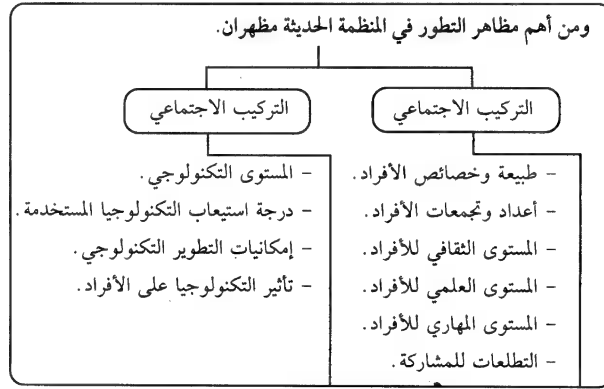 ومن أهم مظاهر التطور في المنظمة الحديثة مظهران.
التركيب الاجتماعي
- طبيعة وخصائص الأفراد.
- أعداد وتجمعات الأفراد.
- المستوى الثقافي للأفراد.
- المستوى العلمي للأفراد.
- المستوى المهاري للأفراد.
- التطلعات للمشاركة.
التركيب الاجتماعي
- المستوى التكنولوجي.
- درجة استيعاب التكنولوجيا المستخدمة.
- إمكانيات التطوير التكنولوجي.
- تأثير التكنولوجيا على الأفراد.